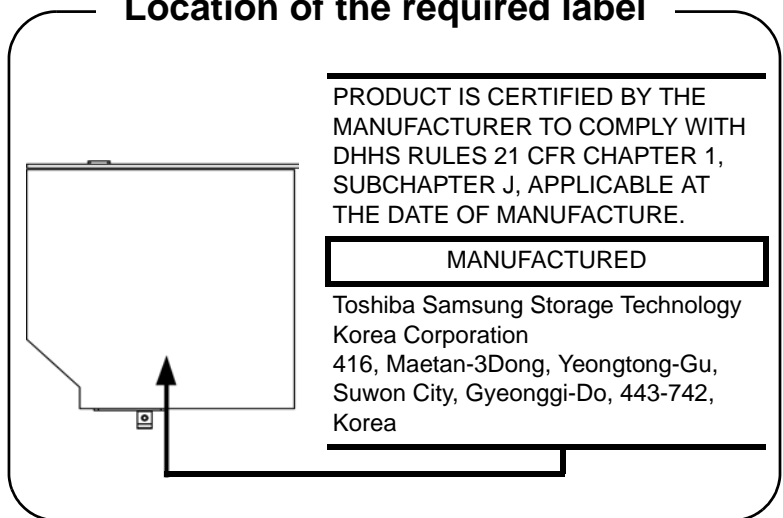 Location of the required label
PRODUCT IS CERTIFIED BY THE
MANUFACTURER TO COMPLY WITH
DHHS RULES 21 CFR CHAPTER 1,
SUBCHAPTER J, APPLICABLE AT
THE DATE OF MANUFACTURE.
MANUFACTURED
Toshiba Samsung Storage Technology
Korea Corporation
416, Maetan-3Dong, Yeongtong-Gu,
Suwon City, Gyeonggi-Do, 443-742,
Korea